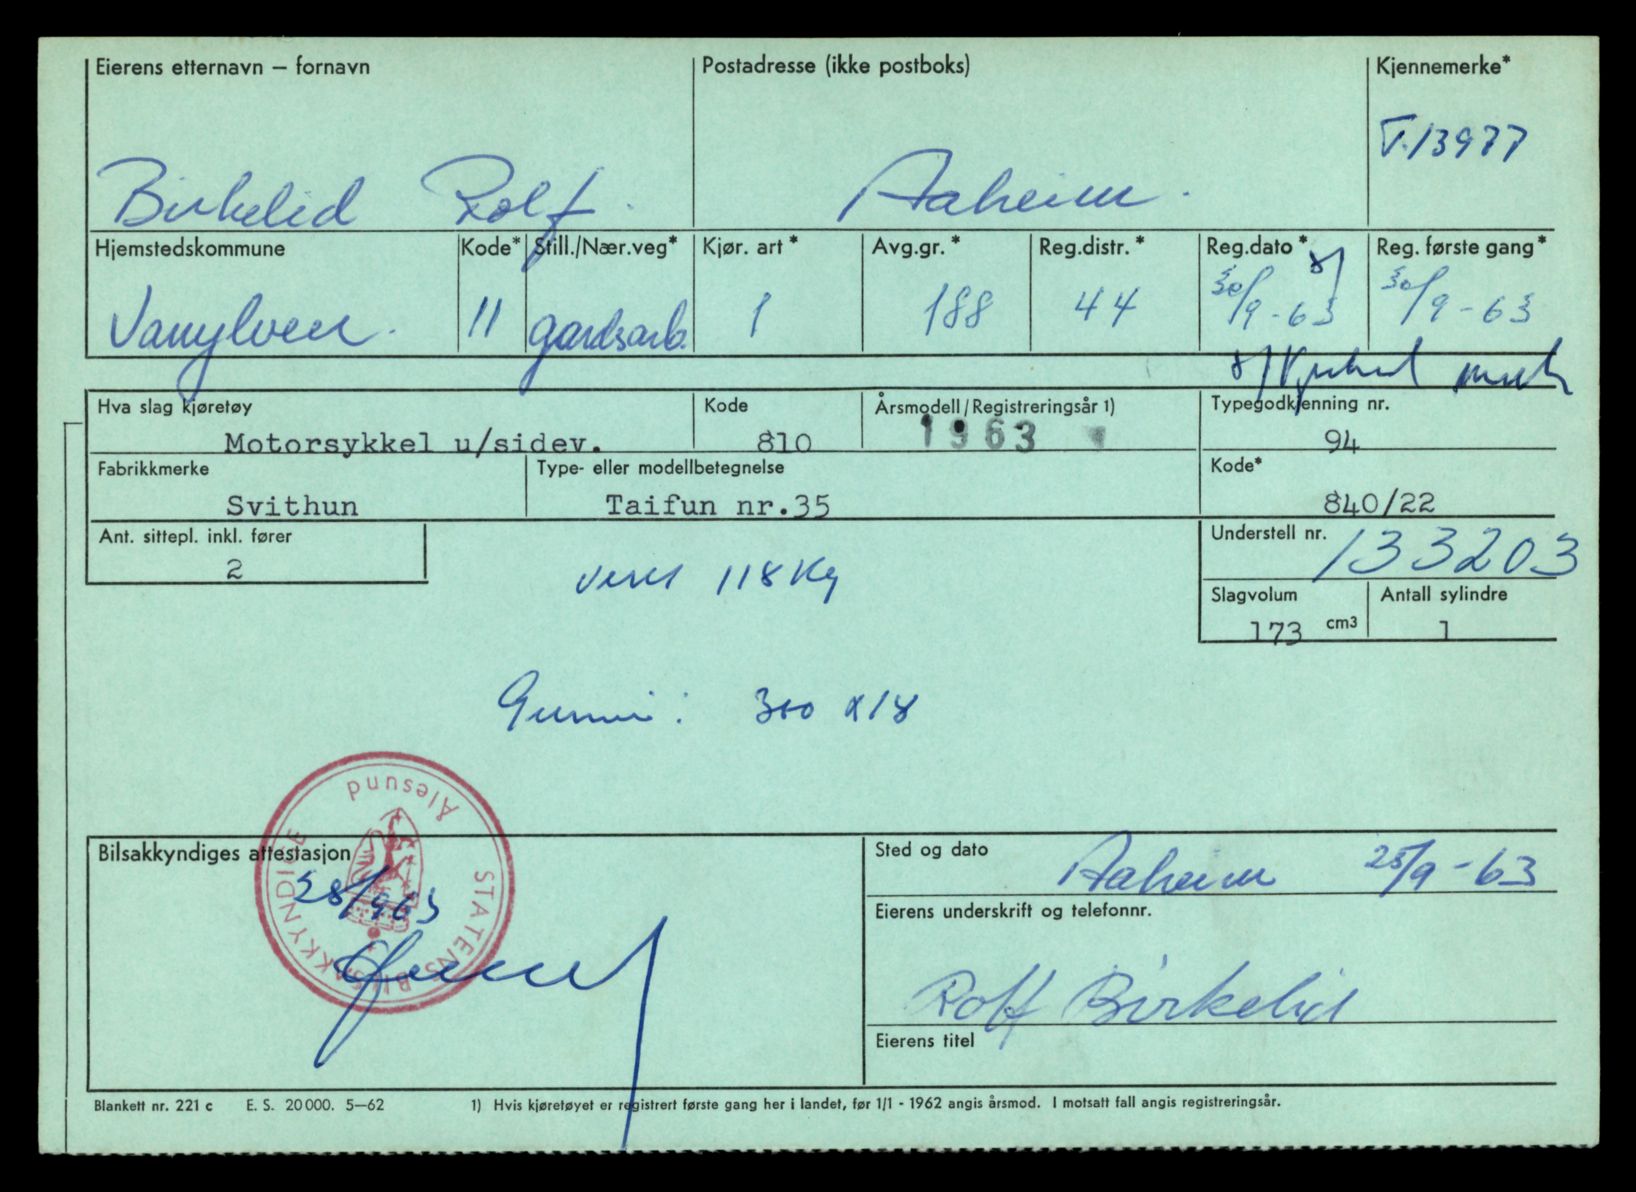 Eierens etternavn — fornavn Postadresse (ikke postboks) Kjennemerke*
T.13977
Birkelid Rolf. Aaheim.
Hjemstedskommune Kode* Still./Nær.veg* Kjør. art* Avg.gr.* Reg.distr.* Reg.dato* Reg. første gang*
Vanylven. 11 gardsarb. 1 188 44 30/9-63 30/9-63
Hva slag kjøretøy Kode Årsmodell/Registreringsår 1) Typegodkjenning nr.
Motorsykkel u/sidev. 810 1963 94
Fabrikkmerke Type- eller modellbetegnelse Kode*
Svithun Taifun nr.35 840/22
Ant. sittepl. inkl. fører Understell nr.
2 133203
118 Kg
Slagvolum Antall sylindre
173 cm3 1
Gummi: 300 x 18
Ålesund
STATENS BILSAKKYNDIGE
Bilsakkyndiges attestasjon Sted og dato
28/9 63 Aaheim 25/9-63
Eierens underskrift og telefonnr.
Rolf Birkelid
Eierens titel
Blankett nr. 221 c E. S. 20 000. 5—62 1) Hvis kjøretøyet er registrert første gang her i landet, før 1/1 - 1962 angis årsmod. I motsatt fall angis registreringsår.